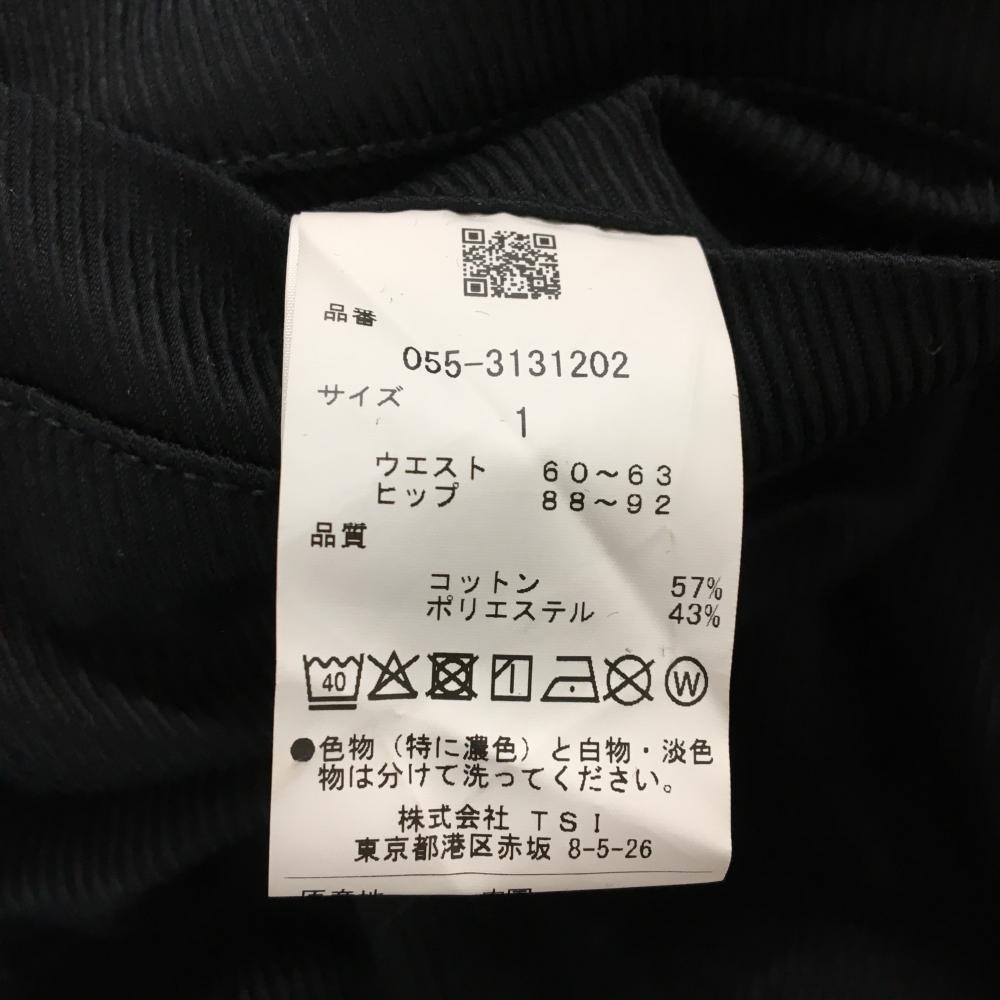 品番
055-3131202
サイズ
1
ウエスト 60～63
ヒップ 88～92
品質
コットン 57%
ポリエステル 43%
40
W
●色物（特に濃色）と白物・淡色
物は分けて洗ってください。
株式会社 TSI
東京都港区赤坂 8-5-26